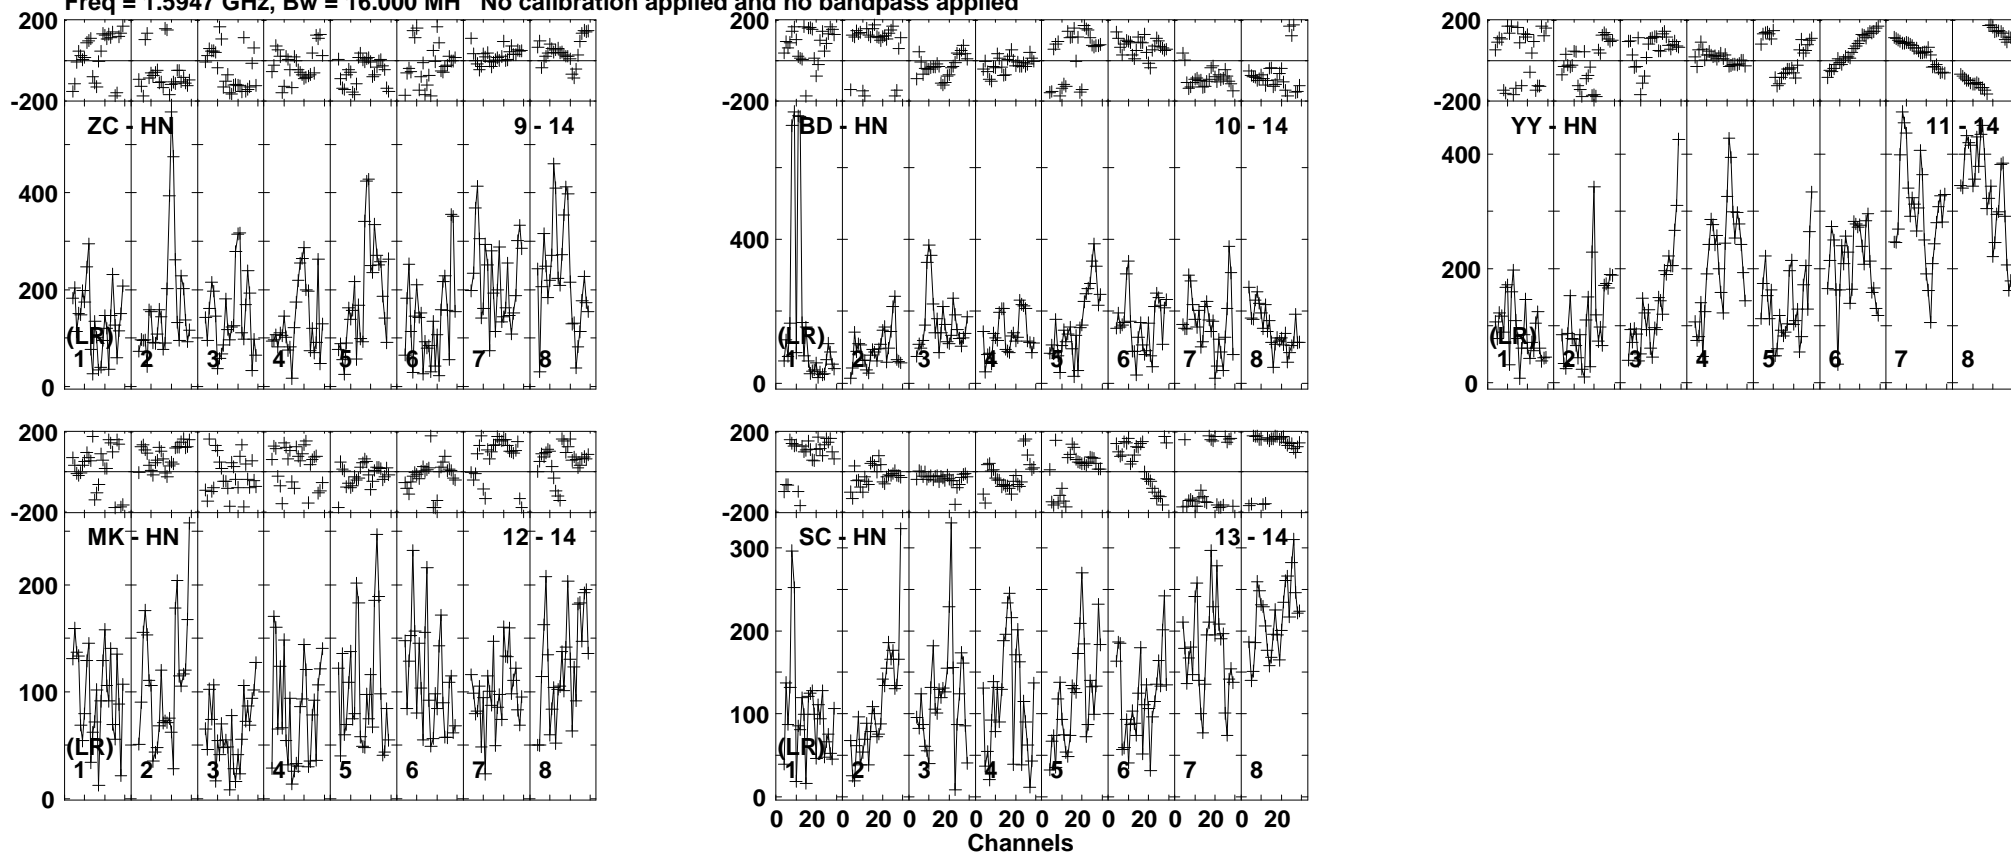 Freq = 1.5947 GHz, Bw = 16.000 MH No calibration applied and no bandpass applied
200
-200
ZC - HN 9 - 14
400
200
0
(LR)
1 2 3 4 5 6 7 8
200
-200
BD - HN 10 - 14
400
0
(LR)
1 2 3 4 5 6 7 8
200
-200
YY - HN 11 - 14
400
200
0
(LR)
1 2 3 4 5 6 7 8
200
-200
MK - HN 12 - 14
200
100
0
(LR)
1 2 3 4 5 6 7 8
200
-200
SC - HN 13 - 14
300
200
100
0
(LR)
1 2 3 4 5 6 7 8
0 20 0 20 0 20 0 20 0 20 0 20 0 20 0 20
Channels